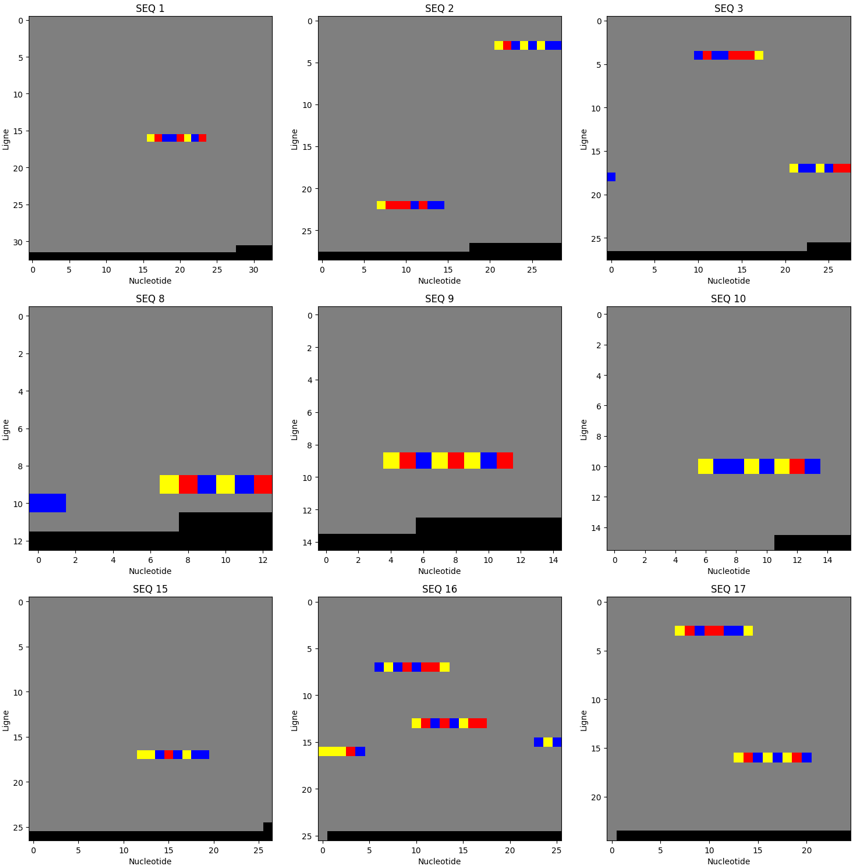 SEQ 1
SEQ 2
SEQ 3
0
5
10
15
20
25
30
Ligne
0 5 10 15 20 25 30
Nucleotide
0
5
10
15
20
25
Ligne
0 5 10 15 20 25
Nucleotide
0
5
10
15
20
25
Ligne
0 5 10 15 20 25
Nucleotide
SEQ 8
SEQ 9
SEQ 10
0
2
4
6
8
10
12
Ligne
0 2 4 6 8 10 12
Nucleotide
0
2
4
6
8
10
12
14
Ligne
0 2 4 6 8 10 12 14
Nucleotide
0
2
4
6
8
10
12
14
Ligne
0 2 4 6 8 10 12 14
Nucleotide
SEQ 15
SEQ 16
SEQ 17
0
5
10
15
20
25
Ligne
0 5 10 15 20 25
Nucleotide
0
5
10
15
20
25
Ligne
0 5 10 15 20 25
Nucleotide
0
5
10
15
20
Ligne
0 5 10 15 20
Nucleotide